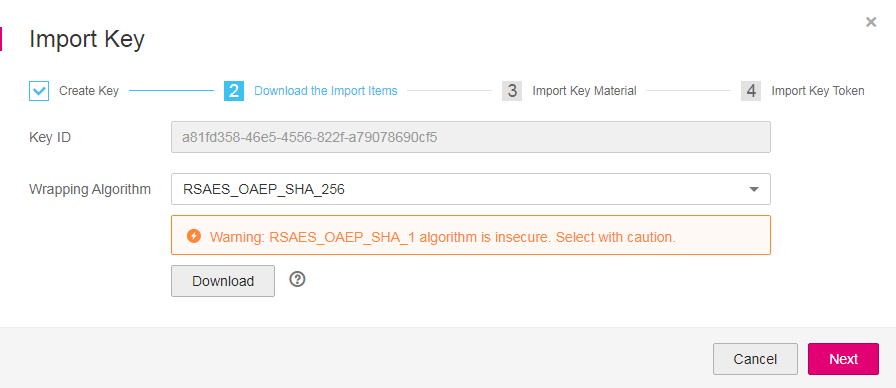 Import Key
Create Key 2 Download the Import Items 3 Import Key Material 4 Import Key Token
Key ID a81fd358-46e5-4556-822f-a79078690cf5
Wrapping Algorithm RSAES_OAEP_SHA_256
Warning: RSAES_OAEP_SHA_1 algorithm is insecure. Select with caution.
Download
Cancel Next